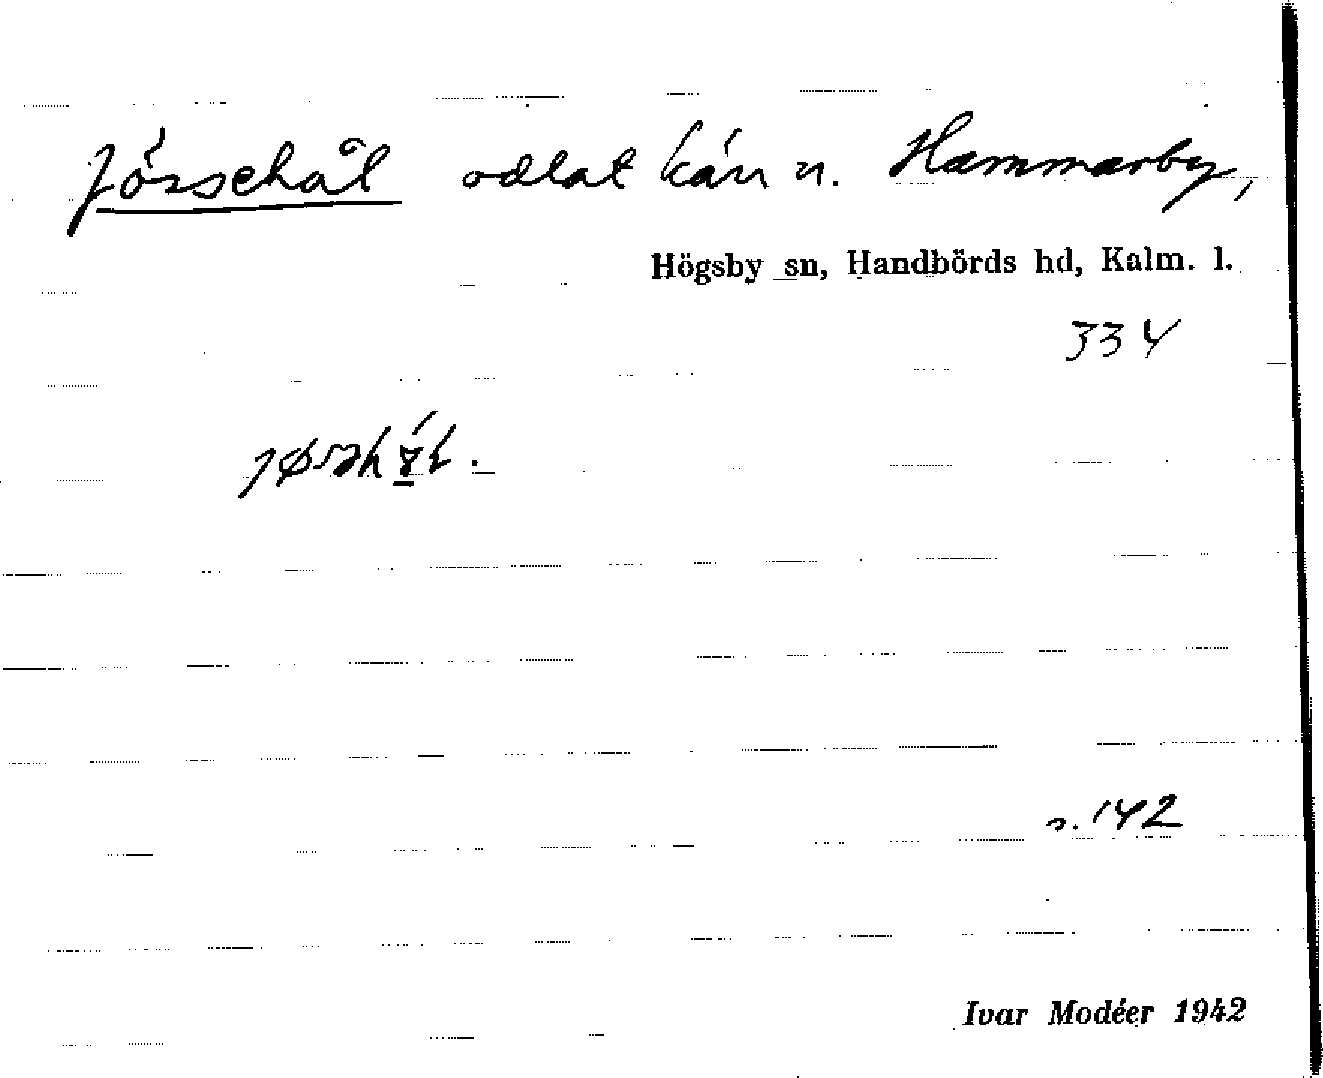 Jössehål odlat kärr n. Hammarby,
Högsby sn, Handbörds hd, Kalm. l.
334
s. 142
Ivar Modéer 1942